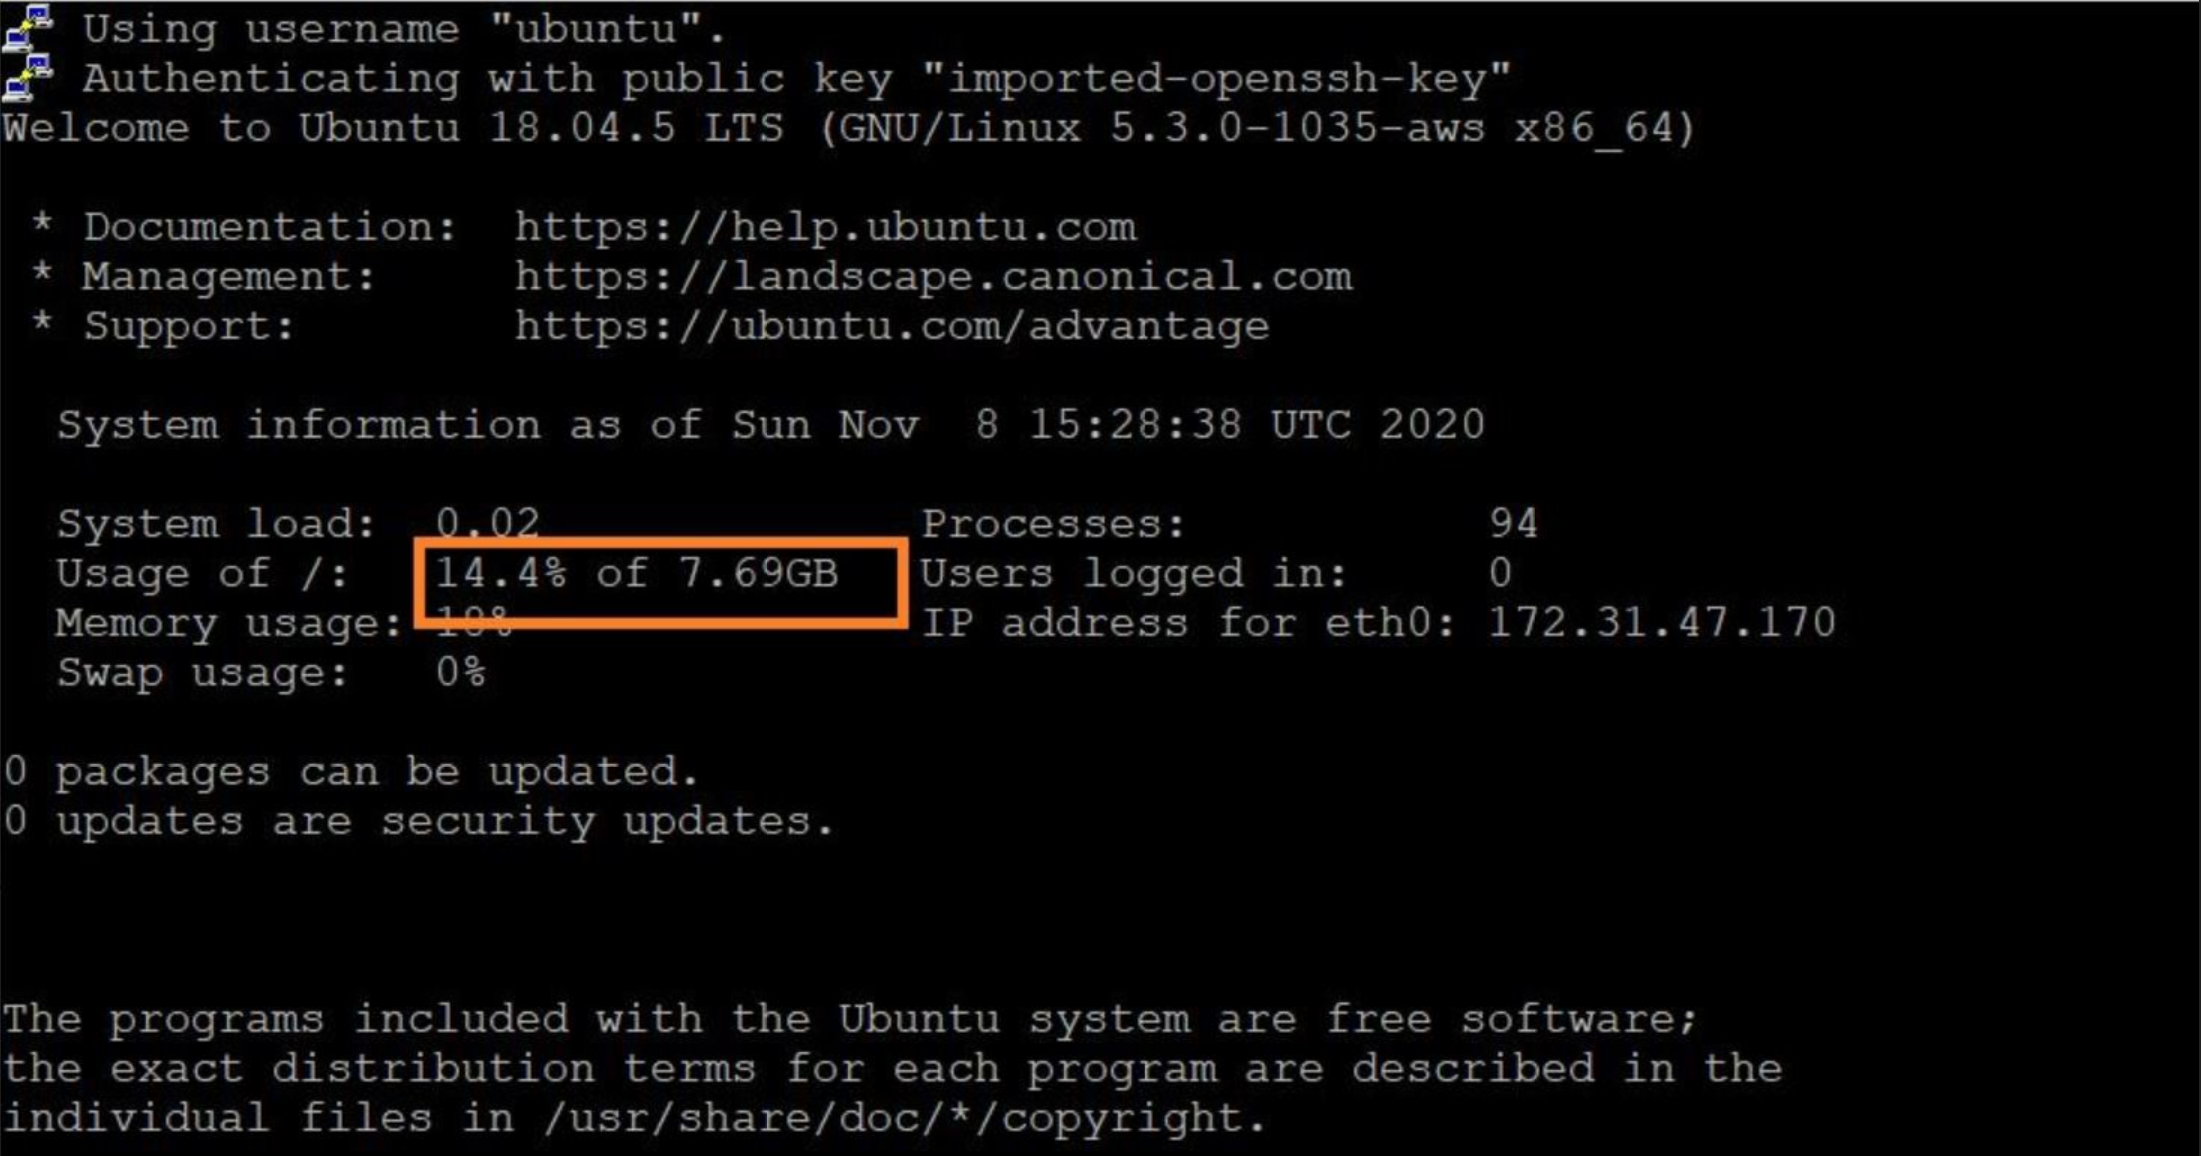 Using username "ubuntu".
Authenticating with public key "imported-openssh-key"
Welcome to Ubuntu 18.04.5 LTS (GNU/Linux 5.3.0-1035-aws x86_64)
* Documentation: https://help.ubuntu.com
* Management: https://landscape.canonical.com
* Support: https://ubuntu.com/advantage
System information as of Sun Nov 8 15:28:38 UTC 2020
System load: 0.02 Processes: 94
Usage of /: 14.4% of 7.69GB Users logged in: 0
Memory usage: IP address for eth0: 172.31.47.170
Swap usage: 0%
0 packages can be updated.
0 updates are security updates.
The programs included with the Ubuntu system are free software;
the exact distribution terms for each program are described in the
individual files in /usr/share/doc/*/copyright.